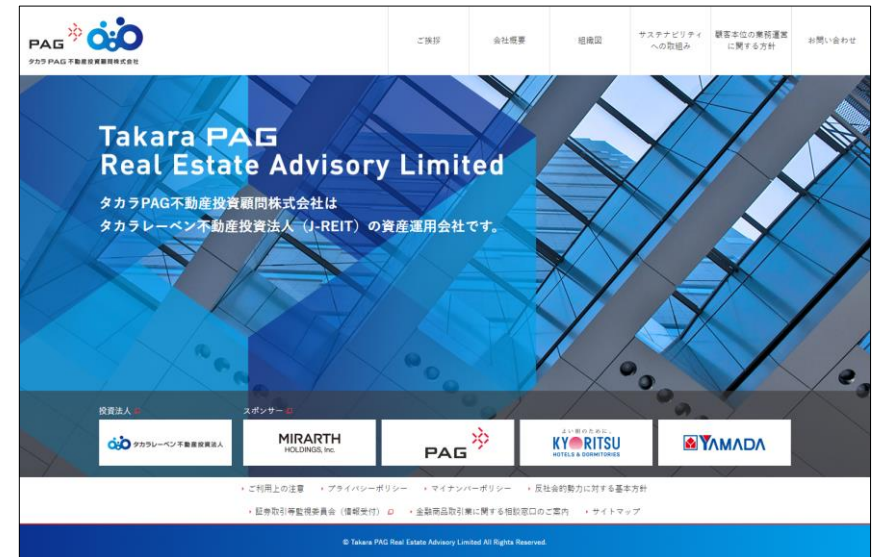 PAG
タカラPAG不動産投資顧問株式会社
ご挨拶
会社概要
組織図
サステナビリティ
への取組み
顧客本位の業務運営
に関する方針
お問い合わせ
Takara PAG
Real Estate Advisory Limited
タカラPAG不動産投資顧問株式会社は
タカラレーベン不動産投資法人（J-REIT）の資産運用会社です。
投資法人
スポンサー
タカラレーベン不動産投資法人
MIRARTH
HOLDINGS, Inc.
PAG
よい朝のために。
KYORITSU
HOTELS & DORMITORIES
YAMADA
ご利用上の注意
プライバシーポリシー
マイナンバーポリシー
反社会的勢力に対する基本方針
証券取引等監視委員会（情報受付）
金融商品取引業に関する相談窓口のご案内
サイトマップ
© Takara PAG Real Estate Advisory Limited All Rights Reserved.